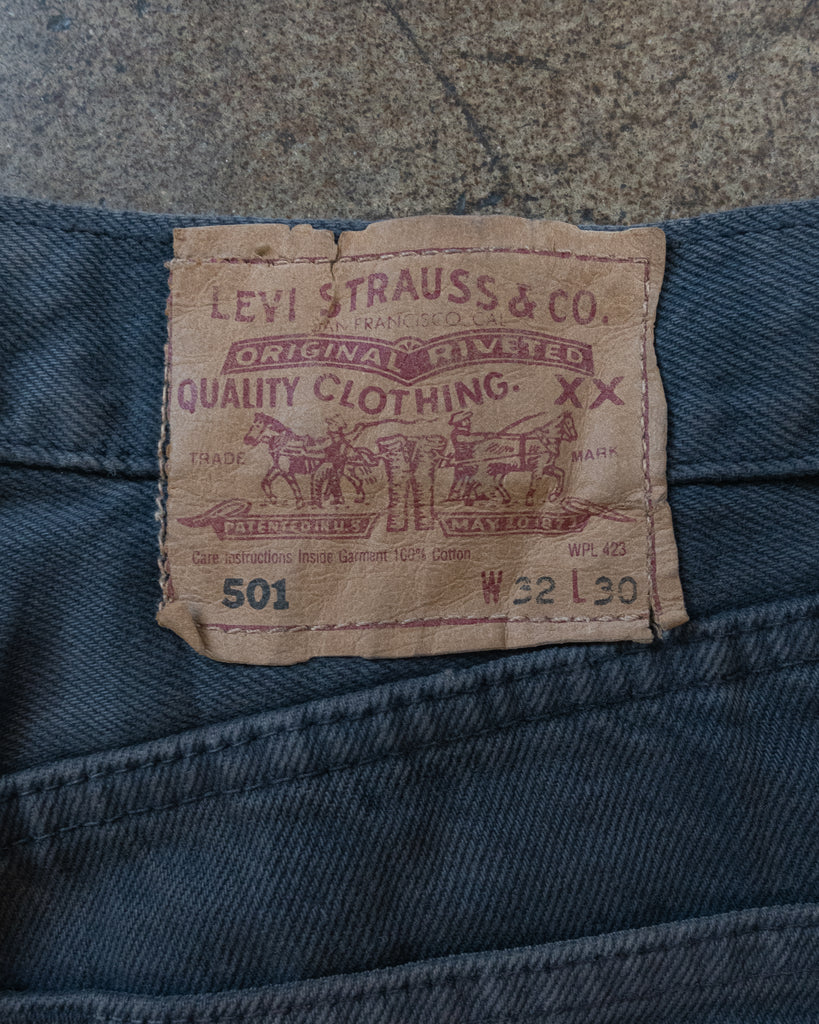 LEVI STRAUSS & CO.
SAN FRANCISCO CAL
ORIGINAL RIVETED
QUALITY CLOTHING. XX
TRADE MARK
PATENTED IN U.S. MAY 20 1873
Care Instructions Inside Garment 100% Cotton WPL 423
501 W 32 L 30